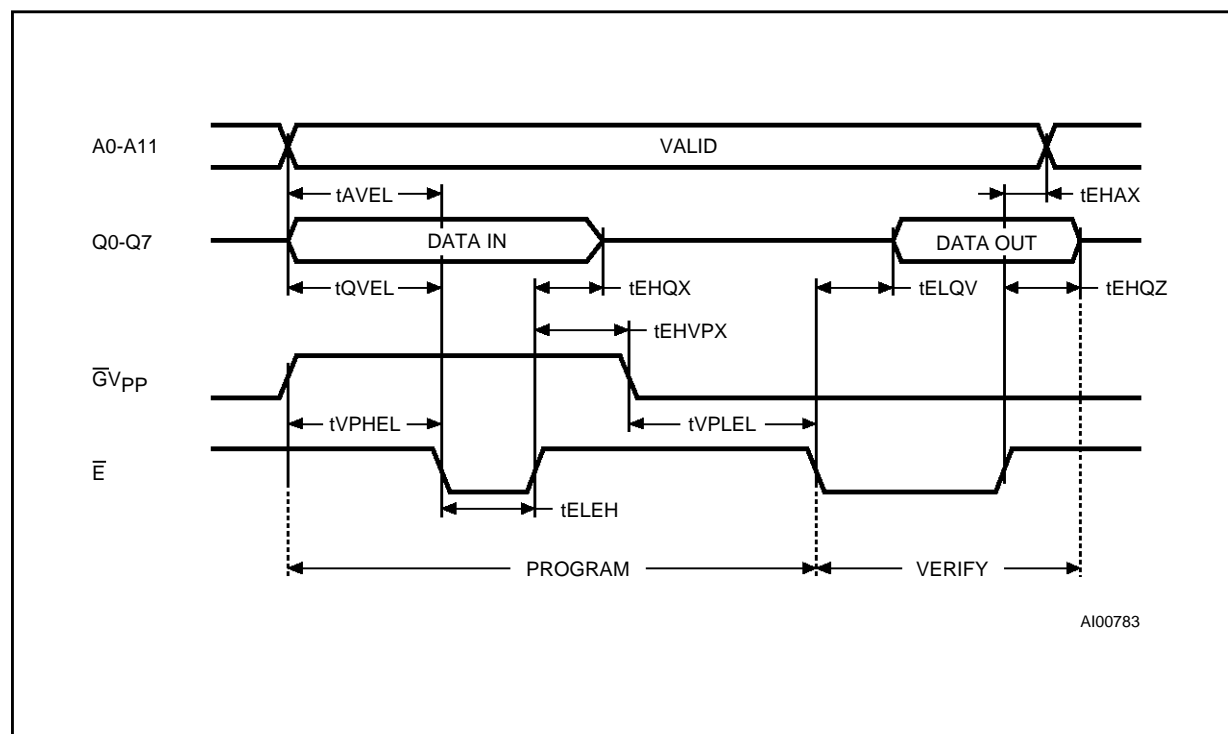 A0-A11 VALID
tAVEL tEHAX
Q0-Q7 DATA IN DATA OUT
tQVEL tEHQX tELQV tEHQZ
tEHVPX
G̅VPP
tVPHEL tVPLEL
E̅
tELEH
PROGRAM VERIFY
AI00783